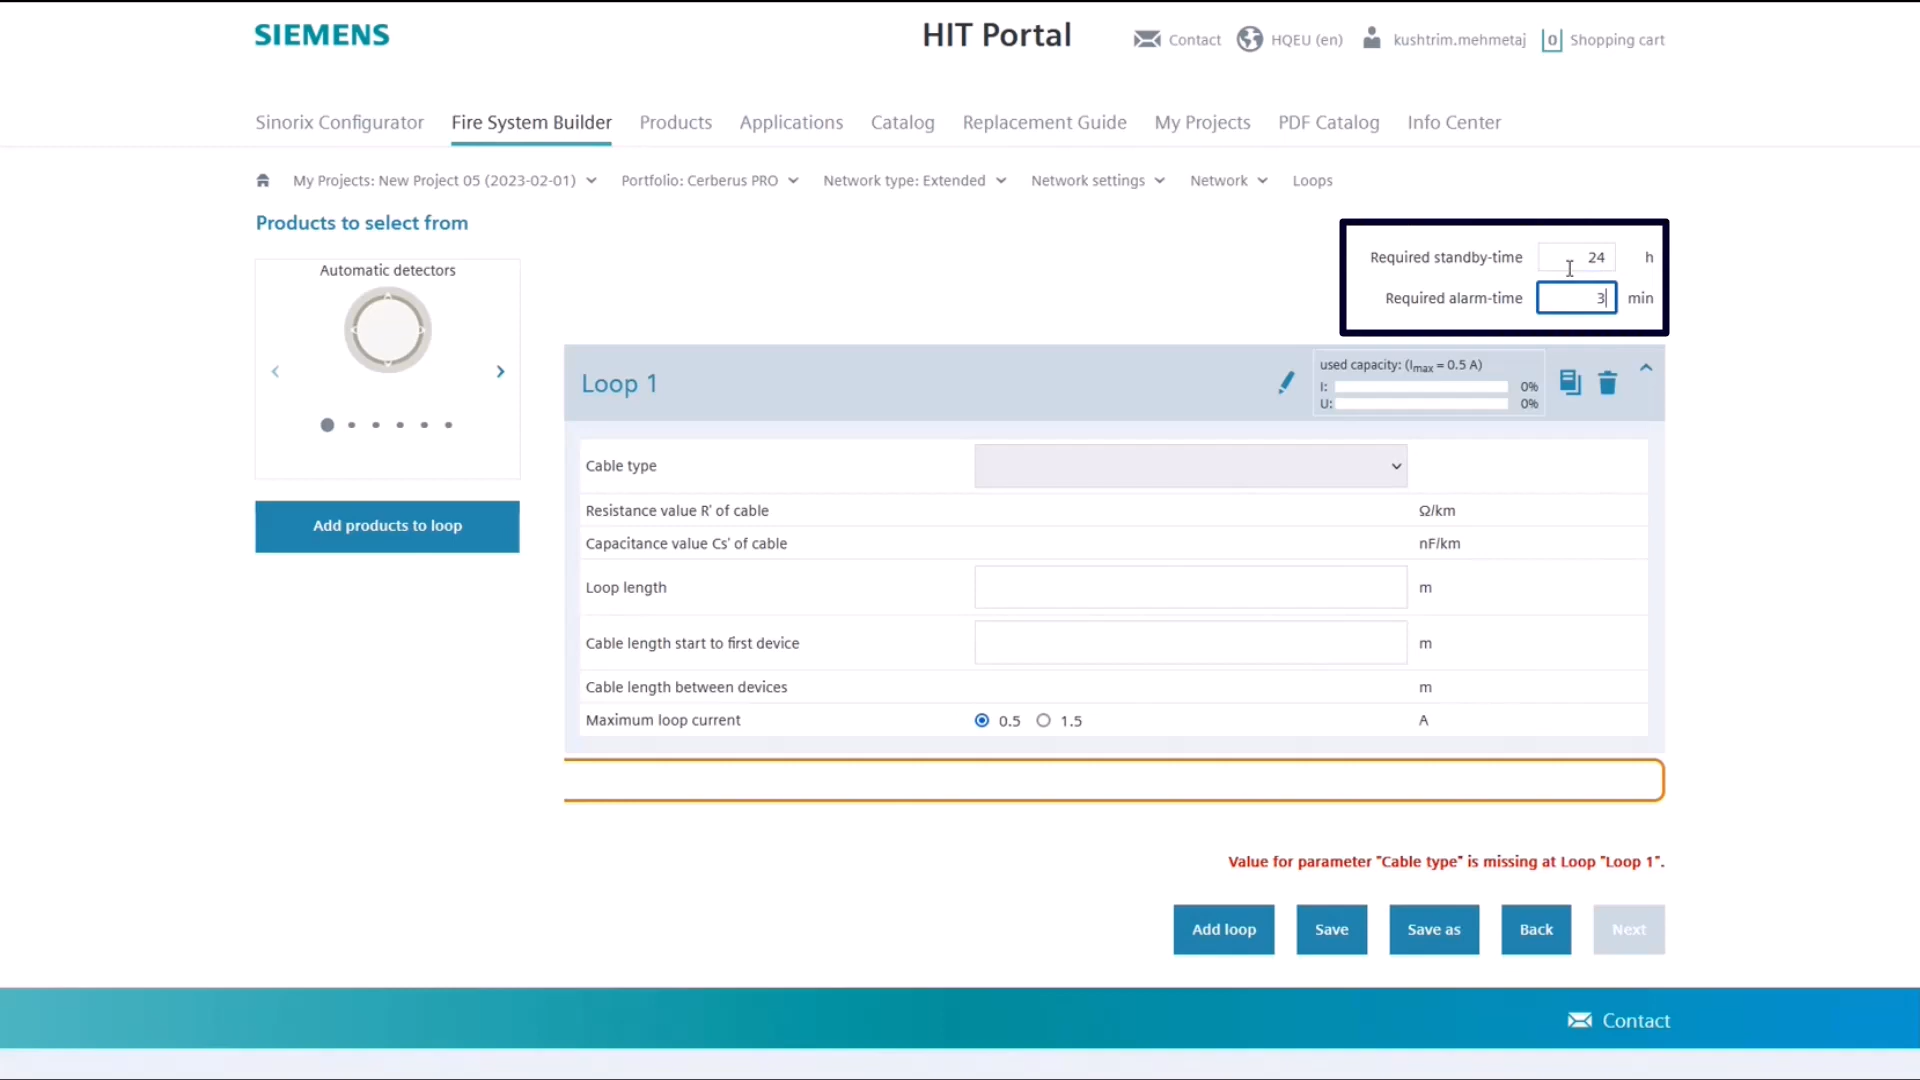 SIEMENS
HIT Portal
Contact
HQEU (en)
kushtrim.mehmetaj
0
Shopping cart
Sinorix Configurator
Fire System Builder
Products
Applications
Catalog
Replacement Guide
My Projects
PDF Catalog
Info Center
My Projects: New Project 05 (2023-02-01)
Portfolio: Cerberus PRO
Network type: Extended
Network settings
Network
Loops
Products to select from
Automatic detectors
Add products to loop
Required standby-time 24 h
Required alarm-time 3 min
Loop 1
used capacity: (Imax = 0.5 A)
I: 0%
U: 0%
Cable type
Resistance value R' of cable Ω/km
Capacitance value Cs' of cable nF/km
Loop length m
Cable length start to first device m
Cable length between devices m
Maximum loop current 0.5 1.5 A
Value for parameter "Cable type" is missing at Loop "Loop 1".
Add loop
Save
Save as
Back
Next
Contact